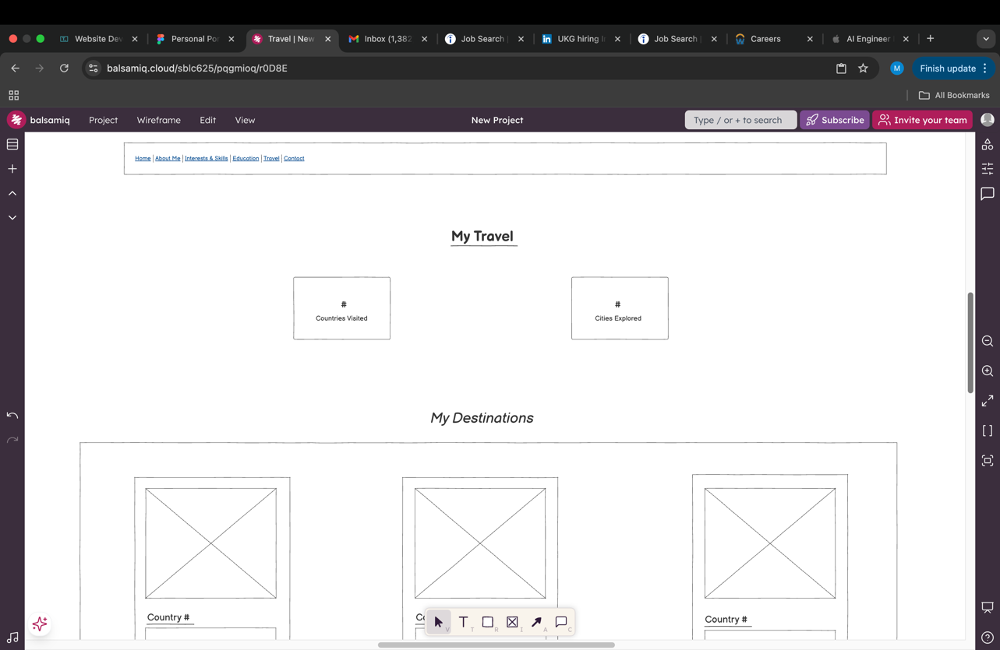 Website Dev
Personal Por
Travel | New
Inbox (1,382
Job Search
UKG hiring I
Job Search
Careers
AI Engineer
balsamiq.cloud/sblc625/pqgmioq/r0D8E
M
Finish update
All Bookmarks
balsamiq
Project
Wireframe
Edit
View
New Project
Type / or + to search
Subscribe
Invite your team
Home | About Me | Interests & Skills | Education | Travel | Contact
My Travel
#
Countries Visited
#
Cities Explored
My Destinations
Country #
Country #
V
T
R
I
A
C